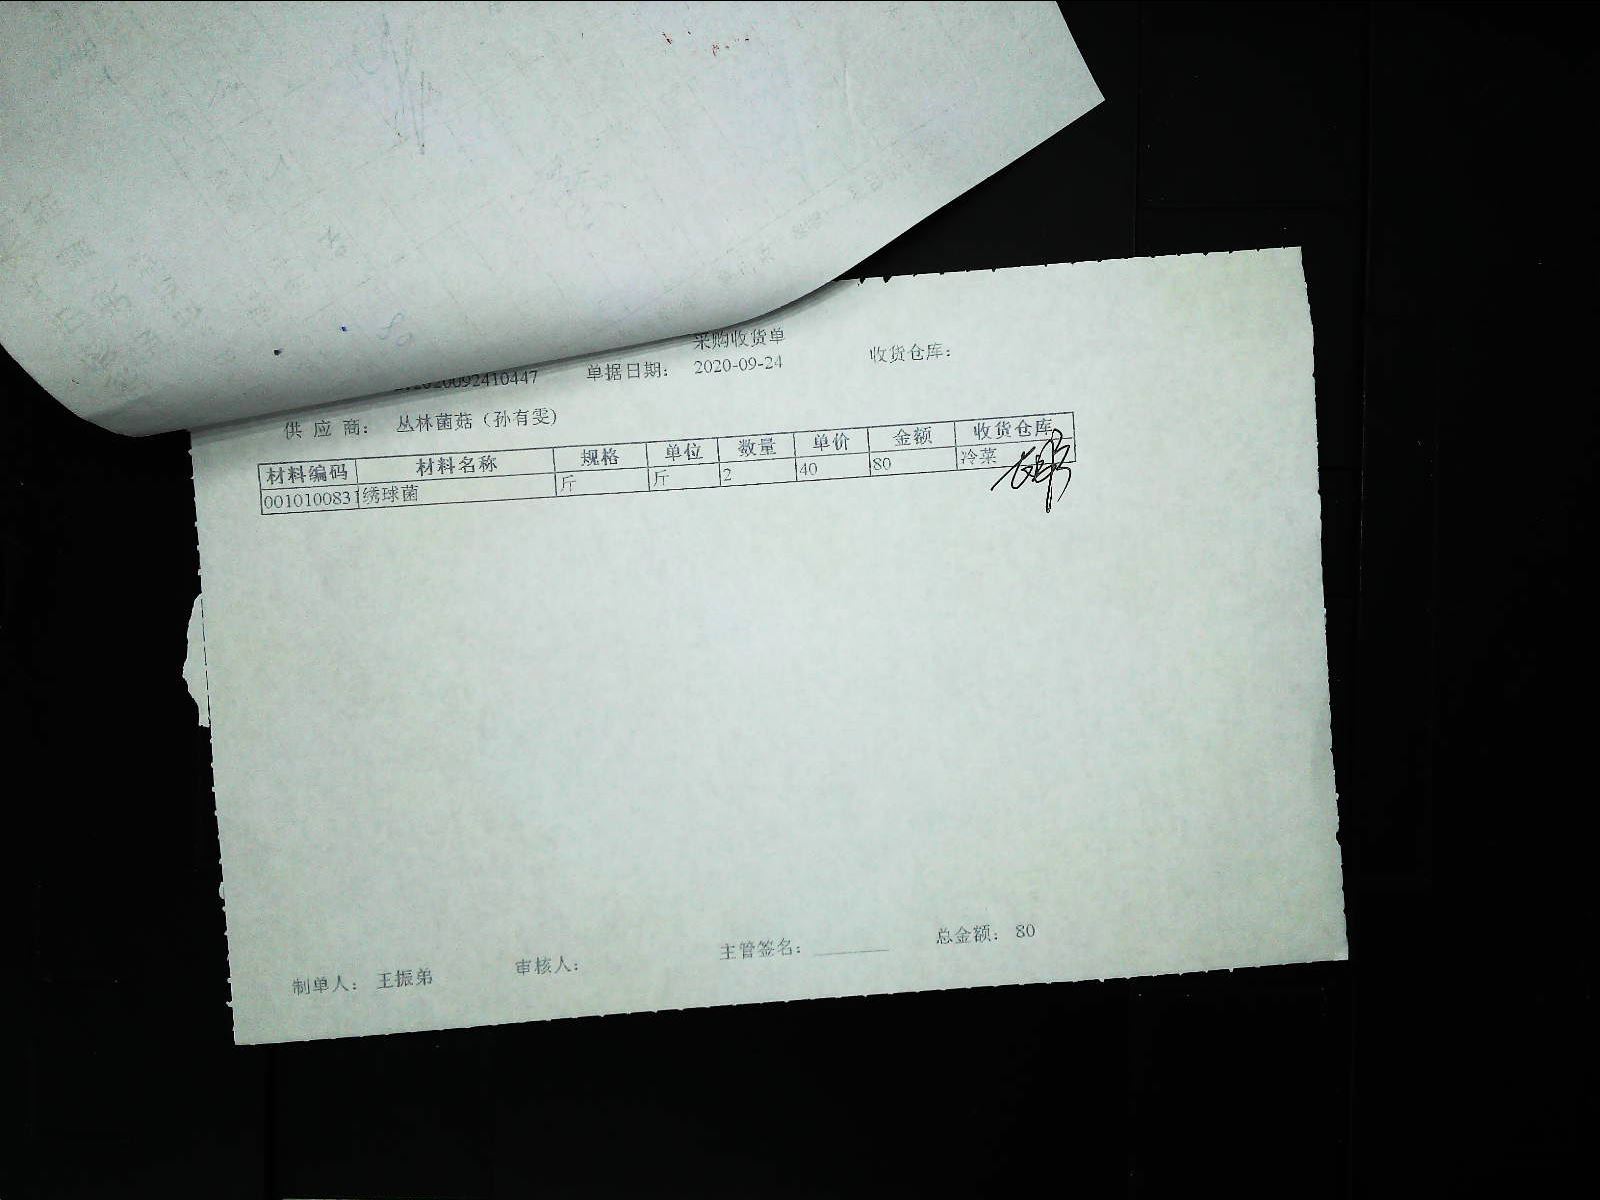 采购收货单
2020092410447 单据日期： 2020-09-24 收货仓库：
供 应 商： 丛林菌菇（孙有雯）
材料编码 材料名称 规格 单位 数量 单价 金额 收货仓库
0010100831 绣球菌 斤 斤 2 40 80 冷菜
制单人： 王振弟 审核人： 主管签名： 总金额： 80